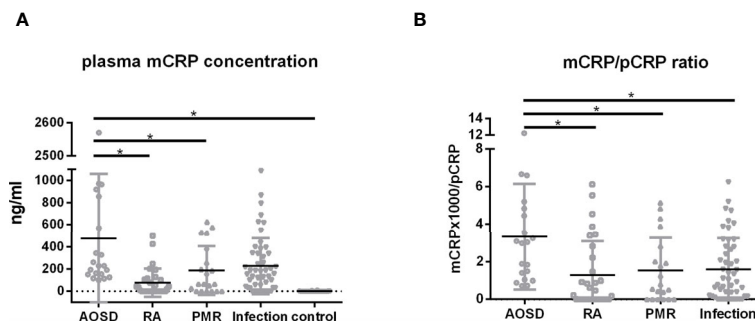 A
plasma mCRP concentration
ng/ml
2600
2500
1000
800
600
400
200
0
*
*
*
AOSD RA PMR Infection control
B
mCRP/pCRP ratio
mCRPx1000/pCRP
14
12
8
6
4
2
0
*
*
*
AOSD RA PMR Infection